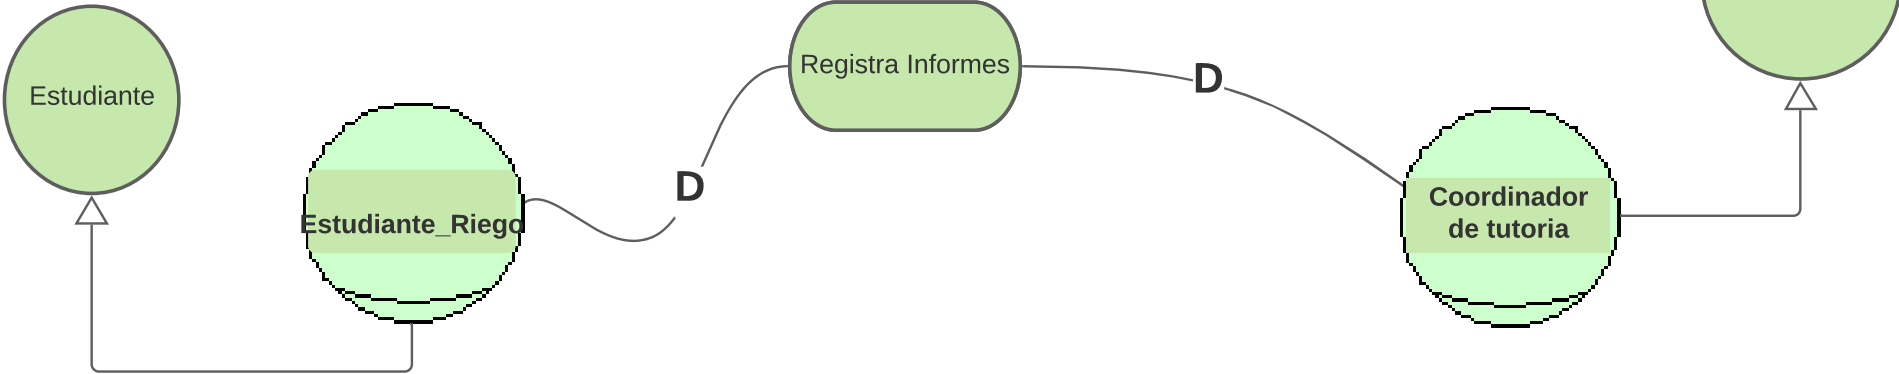 Estudiante
Estudiante_Riego
D
Registra Informes
D
Coordinador
de tutoria